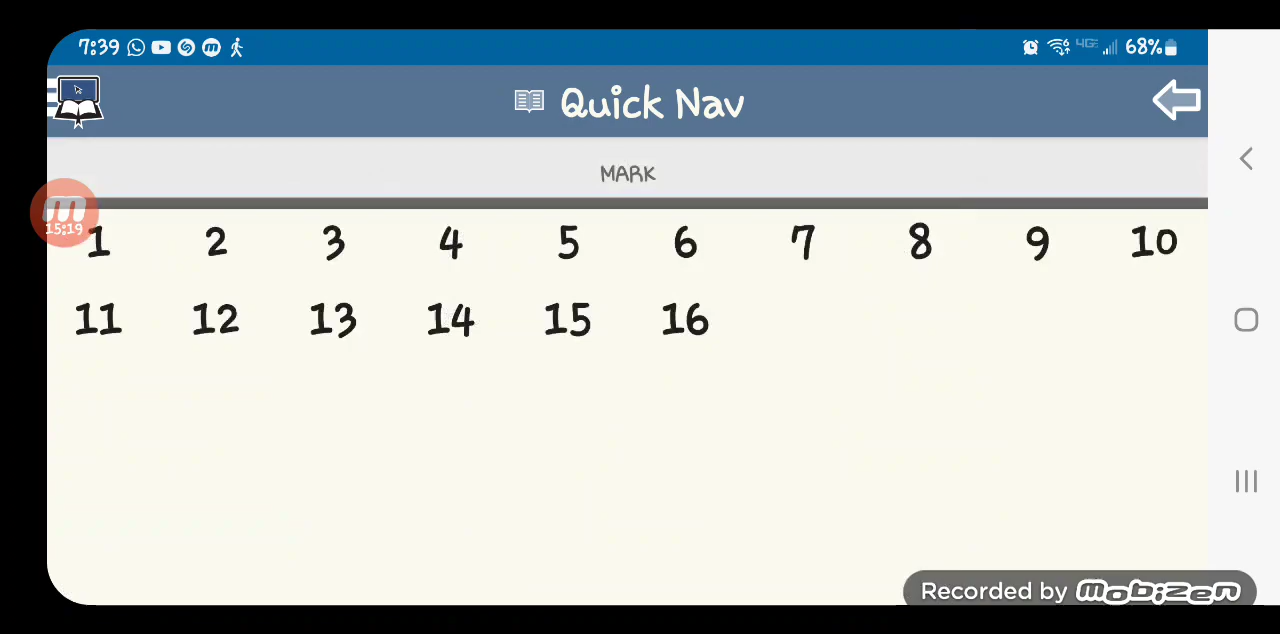 7:39 4GE 68%
Quick Nav
MARK
15:19
1 2 3 4 5 6 7 8 9 10
11 12 13 14 15 16
Recorded by mobizen